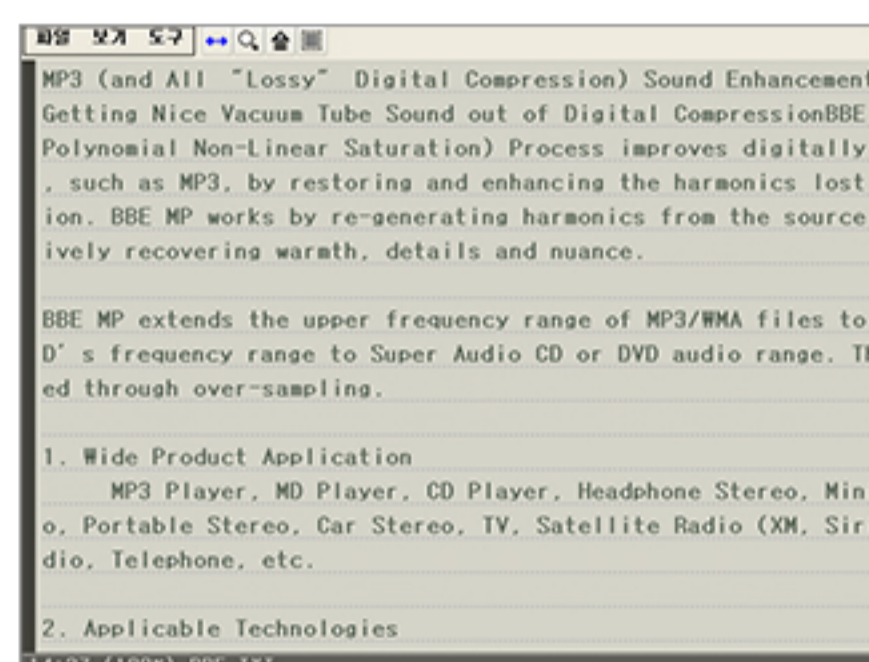 파일 보기 도구
MP3 (and All "Lossy" Digital Compression) Sound Enhancement
Getting Nice Vacuum Tube Sound out of Digital CompressionBBE
Polynomial Non-Linear Saturation) Process improves digitally
, such as MP3, by restoring and enhancing the harmonics lost
ion. BBE MP works by re-generating harmonics from the source
ively recovering warmth, details and nuance.
BBE MP extends the upper frequency range of MP3/WMA files to
D's frequency range to Super Audio CD or DVD audio range. Th
ed through over-sampling.
1. Wide Product Application
MP3 Player, MD Player, CD Player, Headphone Stereo, Min
o, Portable Stereo, Car Stereo, TV, Satellite Radio (XM, Sir
dio, Telephone, etc.
2. Applicable Technologies